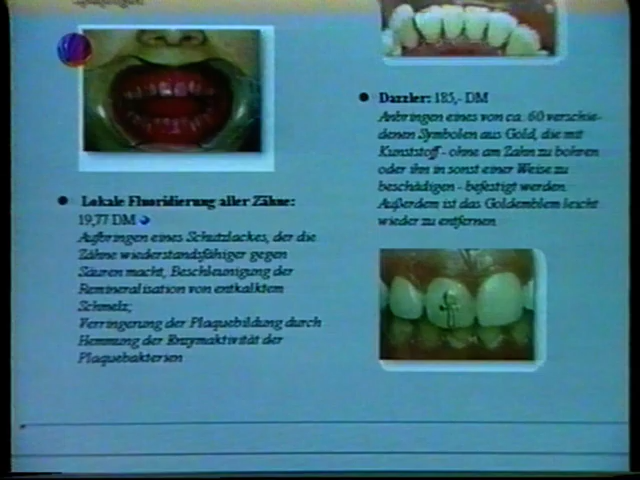 Lokale Fluoridierung aller Zähne:
19,77 DM
Aufbringen eines Schutzlackes, der die
Zähne wiederstandsfähiger gegen
Säuren macht, Beschleunigung der
Remineralisation von entkalktem
Schmelz;
Verringerung der Plaquebildung durch
Hemmung der Enzymaktivität der
Plaquebakterien
Dazzler: 185,- DM
Anbringen eines von ca. 60 verschie-
denen Symbolen aus Gold, die mit
Kunststoff - ohne am Zahn zu bohren
oder ihn in sonst einer Weise zu
beschädigen - befestigt werden.
Außerdem ist das Goldemblem leicht
wieder zu entfernen.